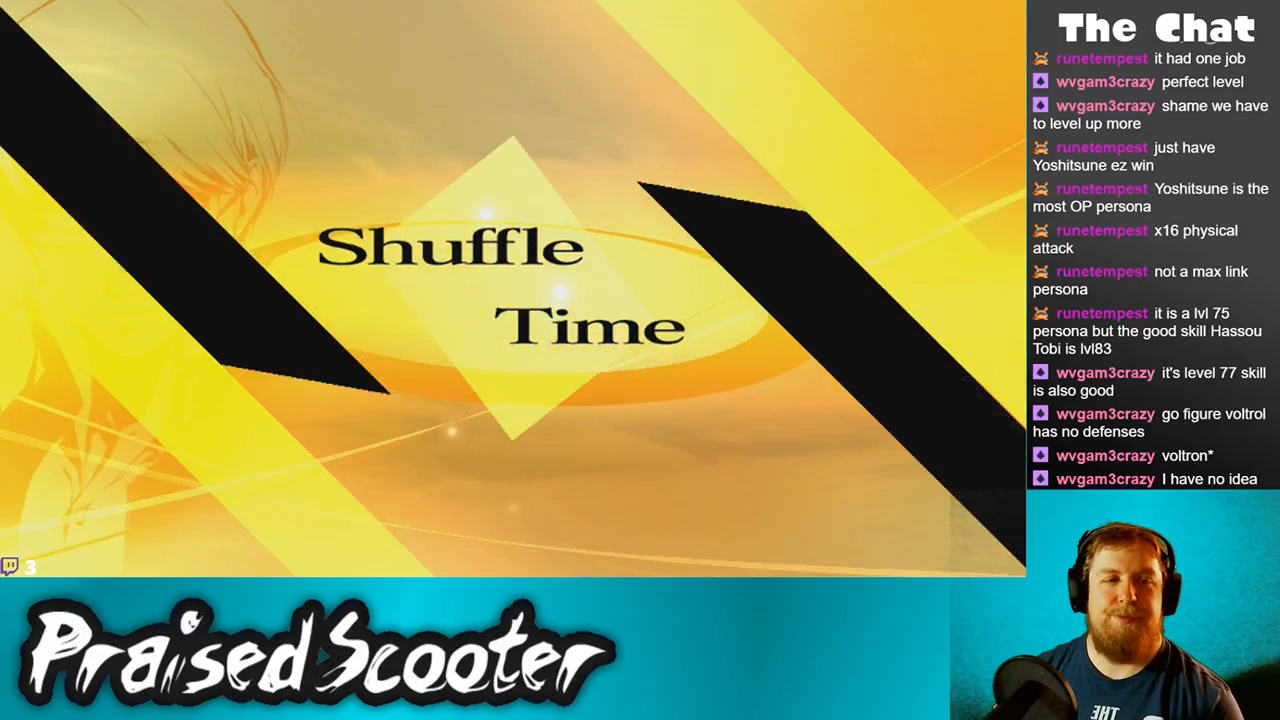 The Chat
runetempest it had one job
wvgam3crazy perfect level
wvgam3crazy shame we have
to level up more
runetempest just have
Yoshitsune ez win
runetempest Yoshitsune is the
most OP persona
runetempest x16 physical
attack
runetempest not a max link
persona
runetempest it is a lvl 75
persona but the good skill Hassou
Tobi is lvl83
wvgam3crazy it's level 77 skill
is also good
wvgam3crazy go figure voltrol
has no defenses
wvgam3crazy voltron*
wvgam3crazy I have no idea
Shuffle
Time
3
PraisedScooter
THE